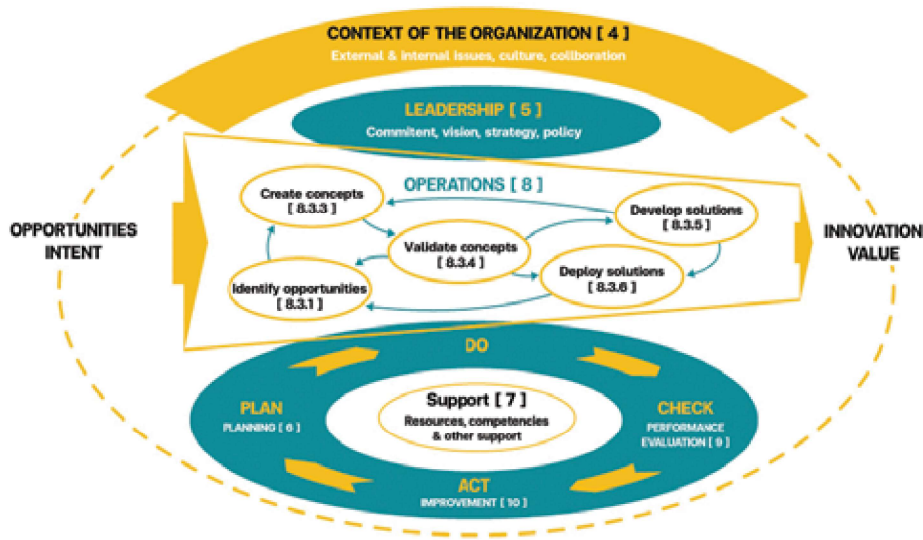 CONTEXT OF THE ORGANIZATION [ 4 ]
External & internal issues, culture, collboration
LEADERSHIP [ 5 ]
Commitent, vision, strategy, policy
OPERATIONS [ 8 ]
Create concepts
[ 8.3.3 ]
Develop solutions
[ 8.3.5 ]
OPPORTUNITIES
INTENT
Validate concepts
[ 8.3.4 ]
INNOVATION
VALUE
Identify opportunities
[ 8.3.1 ]
Deploy solutions
[ 8.3.6 ]
DO
PLAN
PLANNING [ 6 ]
Support [ 7 ]
Resources, competencies
& other support
CHECK
PERFORMANCE
EVALUATION [ 9 ]
ACT
IMPROVEMENT [ 10 ]